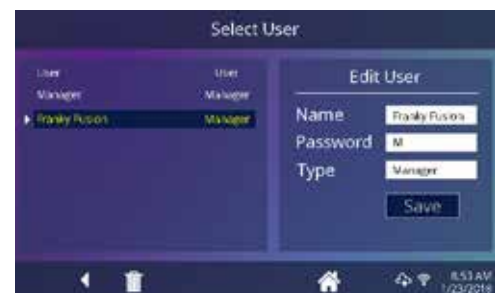 Select User
User User
Manager Manager
Franky Fusion Manager
Edit User
Name Franky Fusion
Password M
Type Manager
Save
8:53 AM
1/23/2018